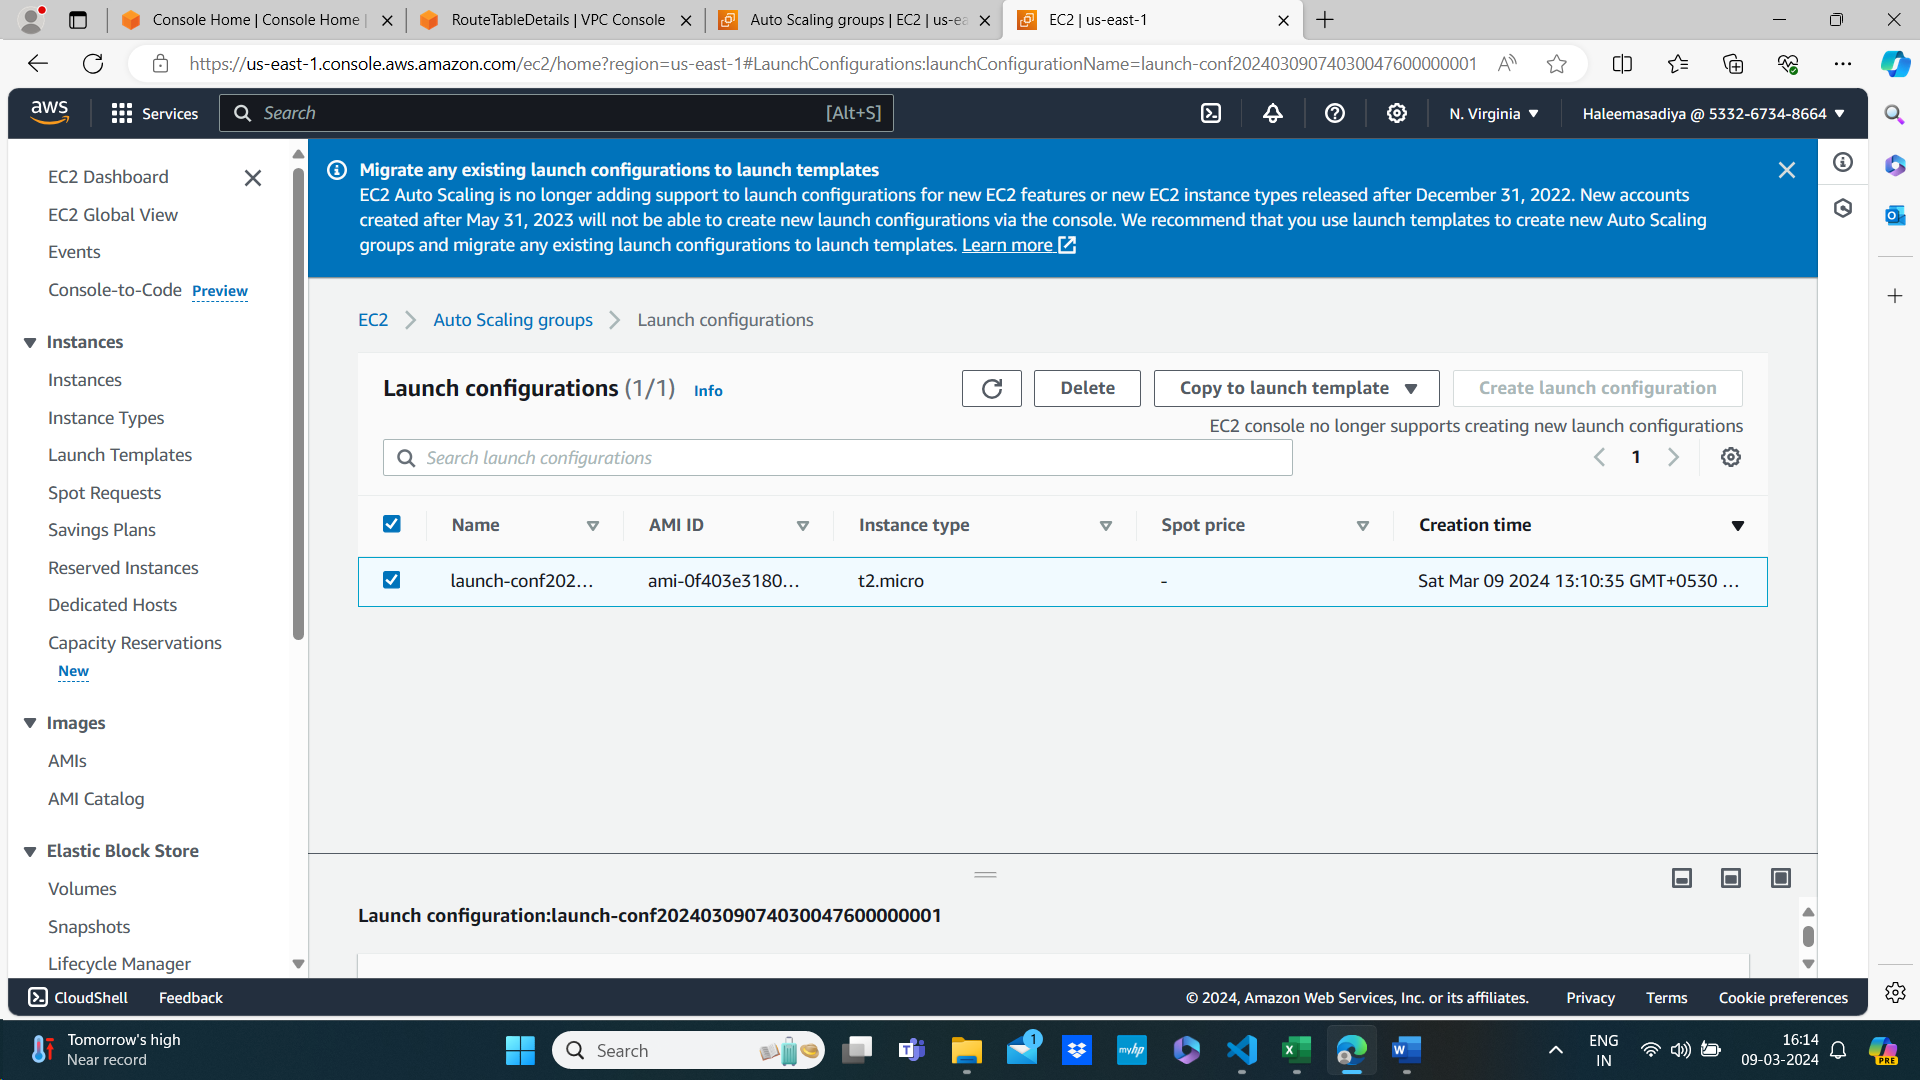 Console Home | Console Home |
RouteTableDetails | VPC Console
Auto Scaling groups | EC2 | us-ea
EC2 | us-east-1
https://us-east-1.console.aws.amazon.com/ec2/home?region=us-east-1#LaunchConfigurations:launchConfigurationName=launch-conf20240309074030047600000001
aws
Services
Search
[Alt+S]
N. Virginia
Haleemasadiya @ 5332-6734-8664
EC2 Dashboard
EC2 Global View
Events
Console-to-Code Preview
Instances
Instances
Instance Types
Launch Templates
Spot Requests
Savings Plans
Reserved Instances
Dedicated Hosts
Capacity Reservations
New
Images
AMIs
AMI Catalog
Elastic Block Store
Volumes
Snapshots
Lifecycle Manager
Migrate any existing launch configurations to launch templates
EC2 Auto Scaling is no longer adding support to launch configurations for new EC2 features or new EC2 instance types released after December 31, 2022. New accounts
created after May 31, 2023 will not be able to create new launch configurations via the console. We recommend that you use launch templates to create new Auto Scaling
groups and migrate any existing launch configurations to launch templates. Learn more
EC2 Auto Scaling groups Launch configurations
Launch configurations (1/1) Info
Delete
Copy to launch template
Create launch configuration
EC2 console no longer supports creating new launch configurations
Search launch configurations
1
Name AMI ID Instance type Spot price Creation time
launch-conf202... ami-0f403e3180... t2.micro - Sat Mar 09 2024 13:10:35 GMT+0530 ...
Launch configuration:launch-conf20240309074030047600000001
CloudShell Feedback
© 2024, Amazon Web Services, Inc. or its affiliates. Privacy Terms Cookie preferences
Tomorrow's high
Near record
Search
1
myhp
ENG
IN
16:14
09-03-2024
PRE